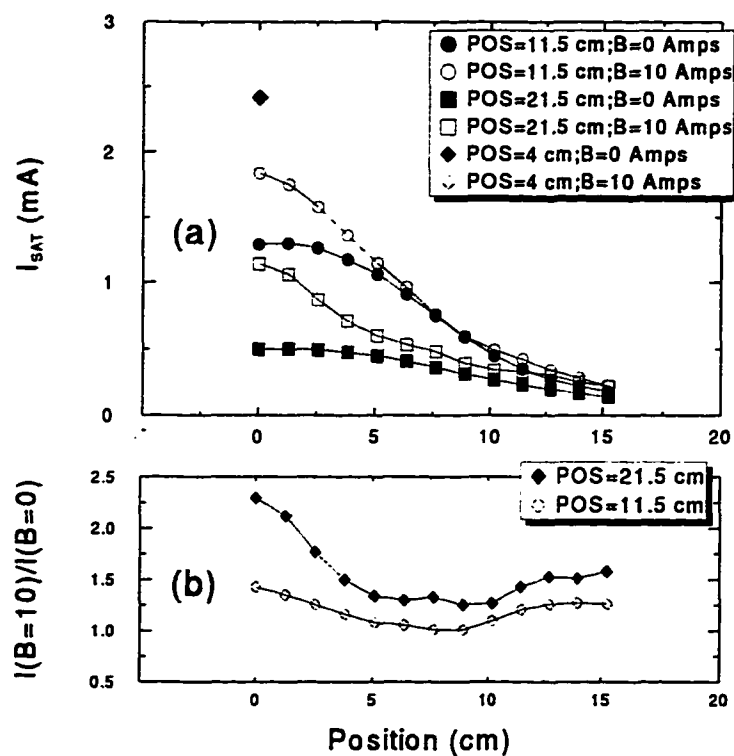 3
2
1
0
I_SAT (mA)
(a)
POS=11.5 cm;B=0 Amps
POS=11.5 cm;B=10 Amps
POS=21.5 cm;B=0 Amps
POS=21.5 cm;B=10 Amps
POS=4 cm;B=0 Amps
POS=4 cm;B=10 Amps
0 5 10 15 20
2.5
2.0
1.5
1.0
0.5
I(B=10)/I(B=0)
(b)
POS=21.5 cm
POS=11.5 cm
0 5 10 15 20
Position (cm)